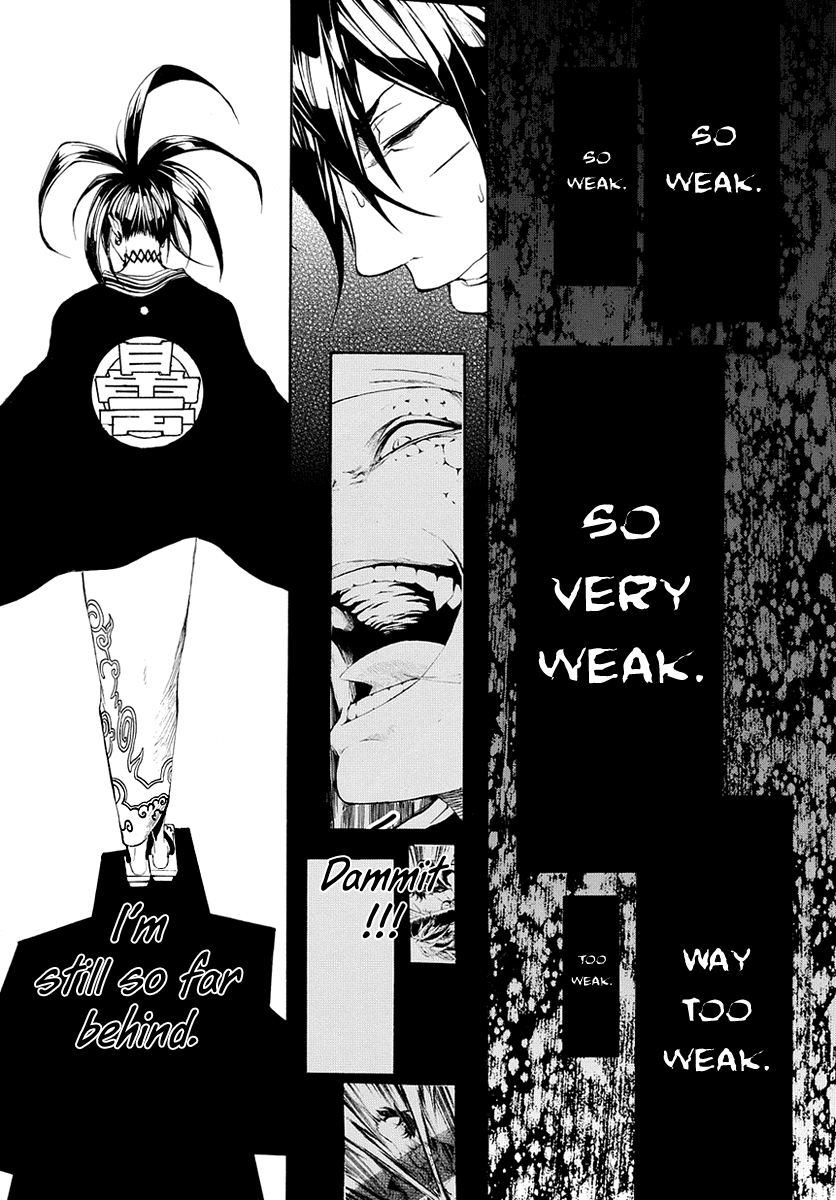 SO
WEAK.
SO
WEAK.
SO
VERY
WEAK.
WAY
TOO
WEAK.
TOO
WEAK.
Dammit
!!!
I'm
still so far
behind.